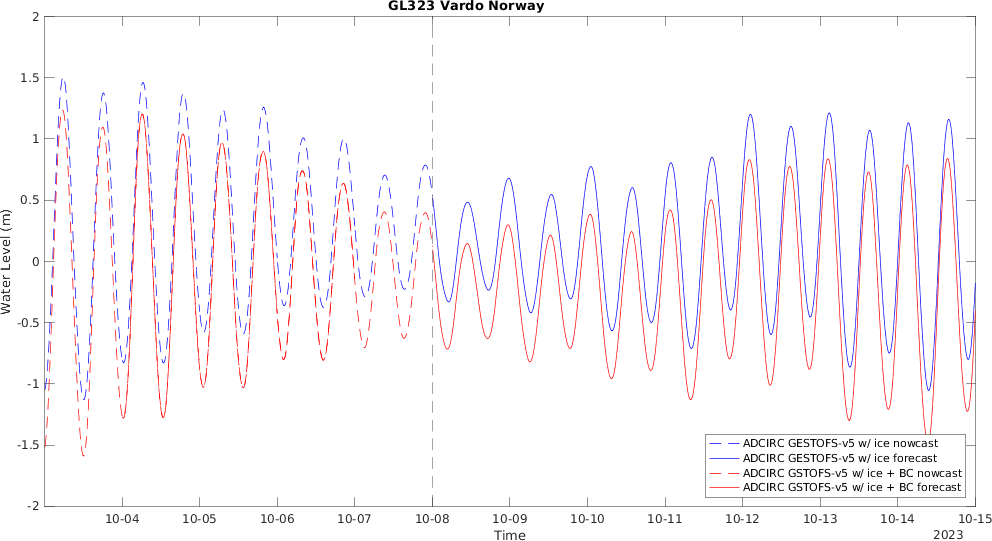 GL323 Vardo Norway
2
1.5
1
0.5
0
-0.5
-1
-1.5
-2
Water Level (m)
10-04 10-05 10-06 10-07 10-08 10-09 10-10 10-11 10-12 10-13 10-14 10-15
Time
2023
ADCIRC GESTOFS-v5 w/ ice nowcast
ADCIRC GESTOFS-v5 w/ ice forecast
ADCIRC GSTOFS-v5 w/ ice + BC nowcast
ADCIRC GSTOFS-v5 w/ ice + BC forecast